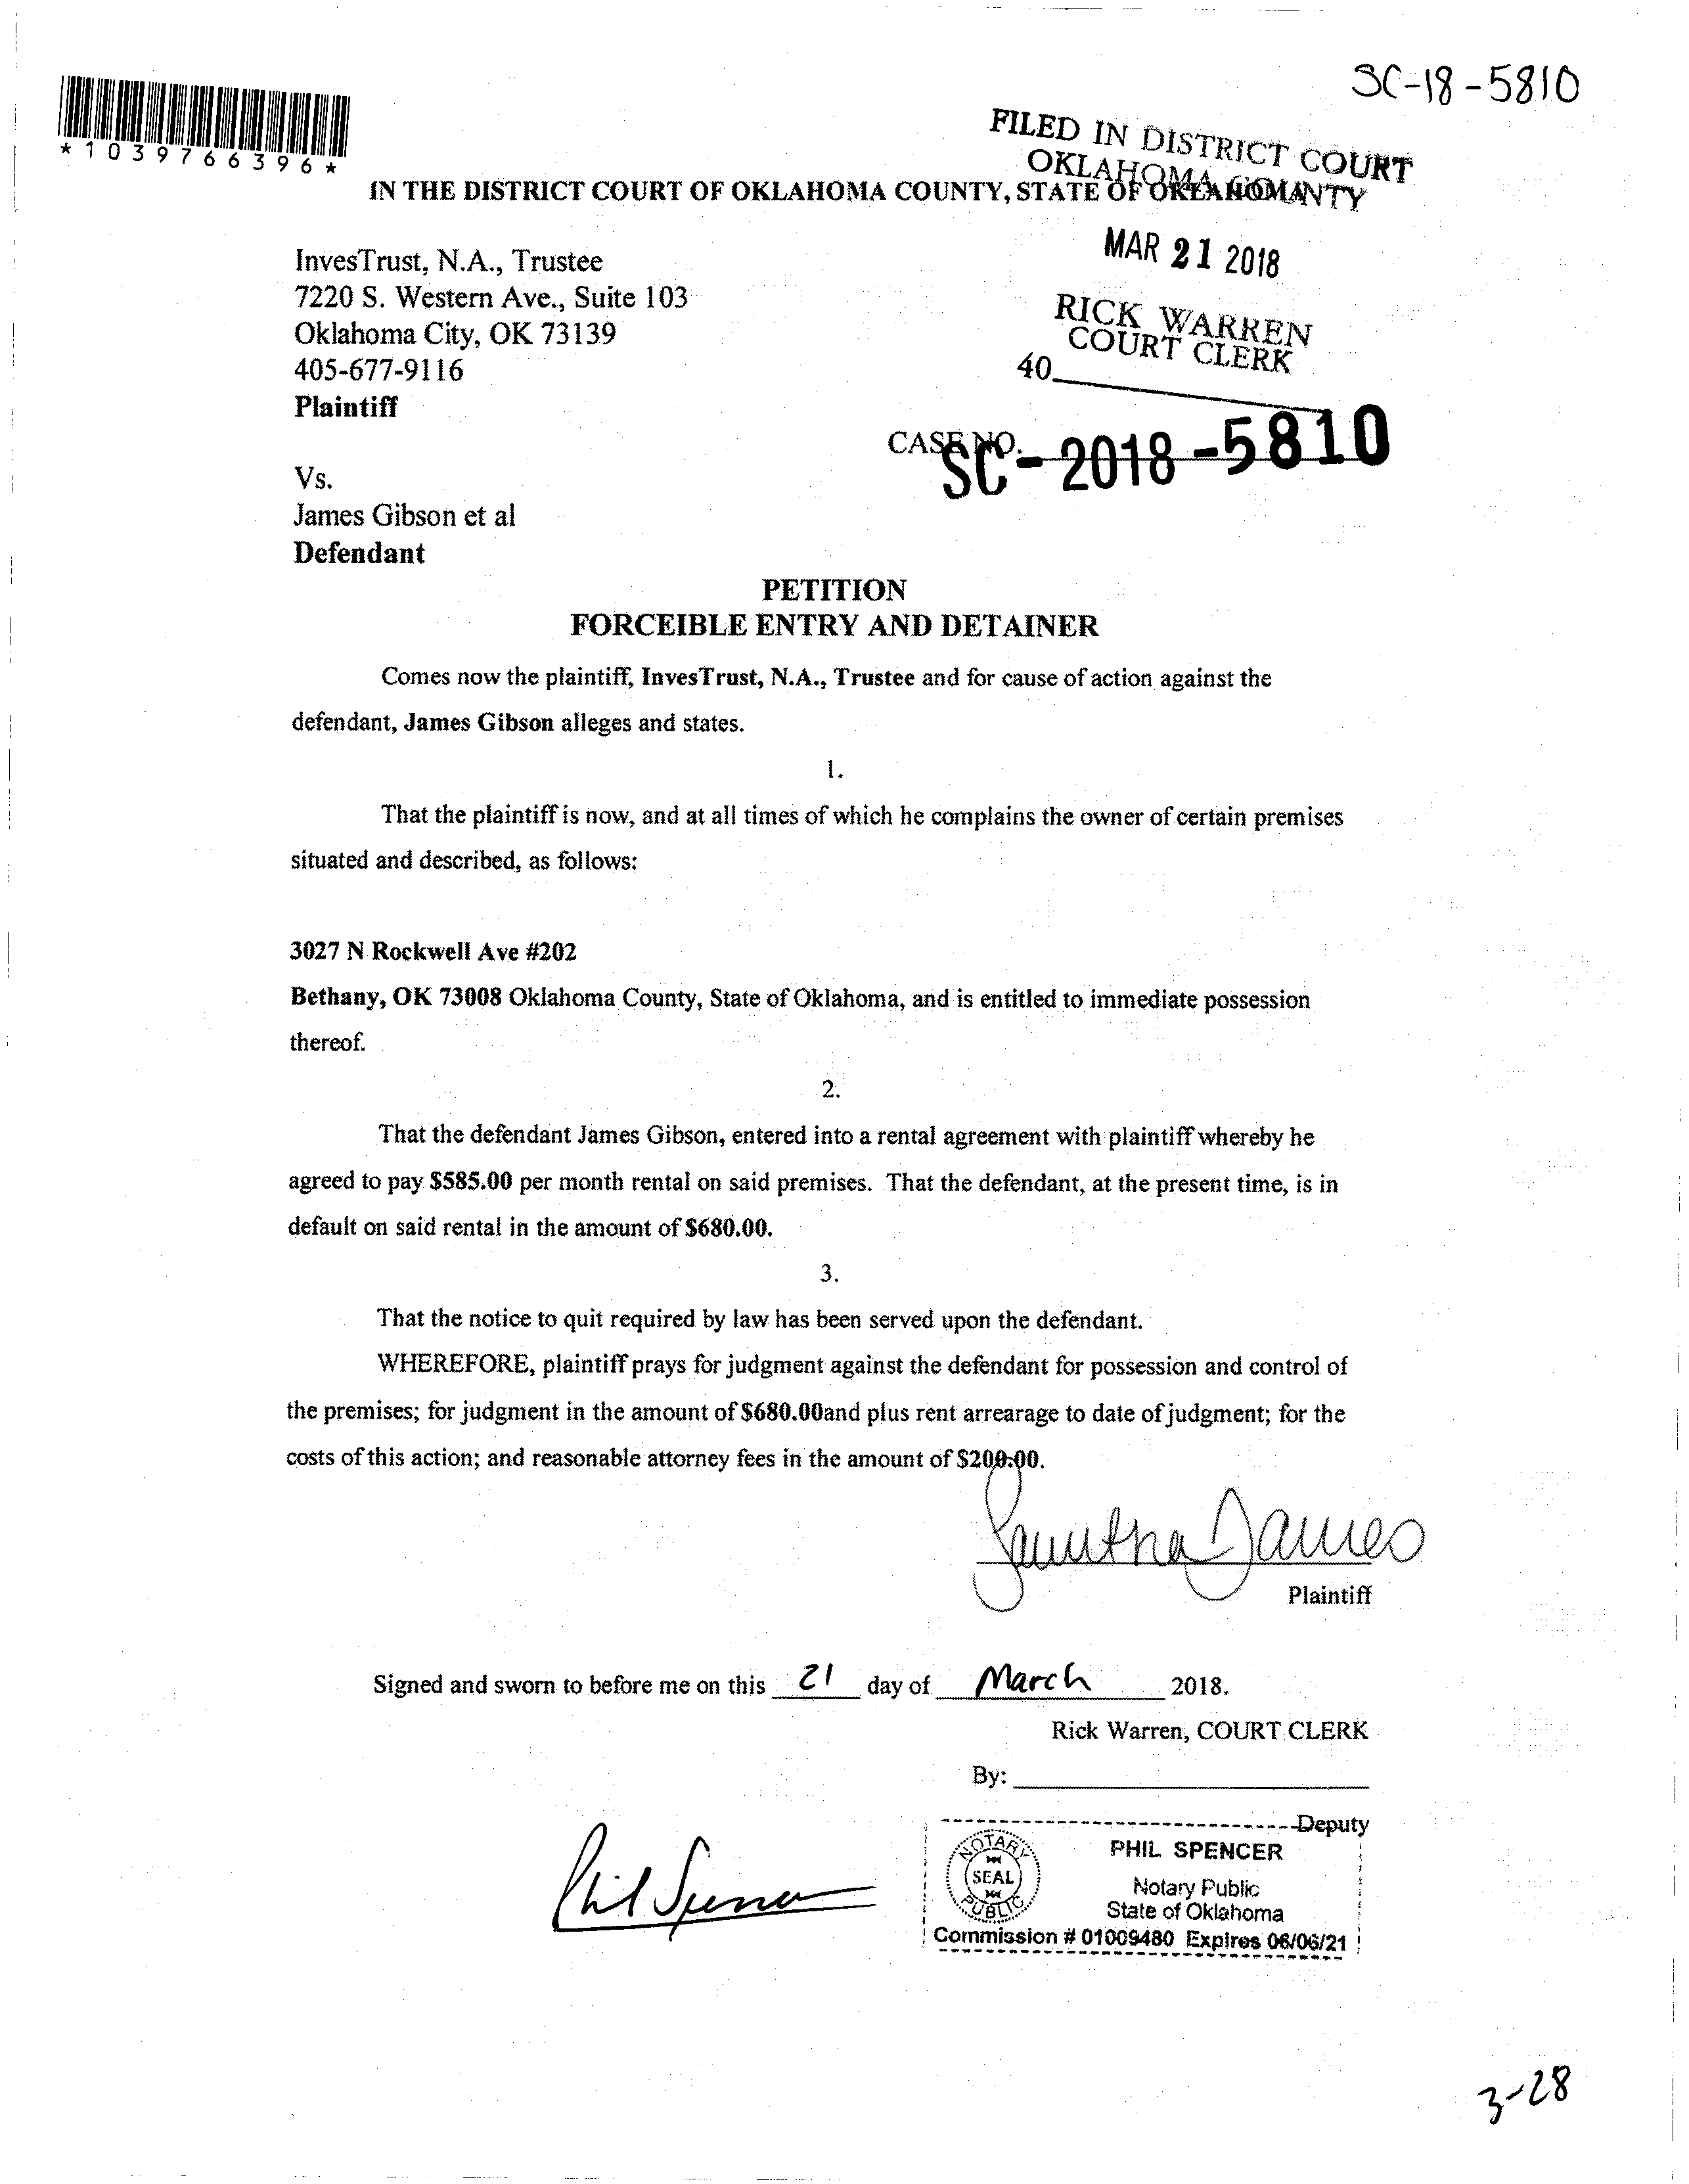 SC-18-5810
*1039766396*
FILED IN DISTRICT COURT
OKLAHOMA COUNTY
IN THE DISTRICT COURT OF OKLAHOMA COUNTY, STATE OF OKLAHOMA
MAR 21 2018
InvesTrust, N.A., Trustee
7220 S. Western Ave., Suite 103
Oklahoma City, OK 73139
405-677-9116
Plaintiff
RICK WARREN
COURT CLERK
40
CASE NO. SC-2018-5810
Vs.
James Gibson et al
Defendant
PETITION
FORCEIBLE ENTRY AND DETAINER
Comes now the plaintiff, InvesTrust, N.A., Trustee and for cause of action against the
defendant, James Gibson alleges and states.
1.
That the plaintiff is now, and at all times of which he complains the owner of certain premises
situated and described, as follows:
3027 N Rockwell Ave #202
Bethany, OK 73008 Oklahoma County, State of Oklahoma, and is entitled to immediate possession
thereof.
2.
That the defendant James Gibson, entered into a rental agreement with plaintiff whereby he
agreed to pay $585.00 per month rental on said premises. That the defendant, at the present time, is in
default on said rental in the amount of $680.00.
3.
That the notice to quit required by law has been served upon the defendant.
WHEREFORE, plaintiff prays for judgment against the defendant for possession and control of
the premises; for judgment in the amount of $680.00and plus rent arrearage to date of judgment; for the
costs of this action; and reasonable attorney fees in the amount of $200.00.
Samtha James
Plaintiff
Signed and sworn to before me on this 21 day of March 2018.
Rick Warren, COURT CLERK
By:
Deputy
Phil Spencer
NOTARY
SEAL
PUBLIC
PHIL SPENCER
Notary Public
State of Oklahoma
Commission # 01009480 Expires 06/06/21
3-28